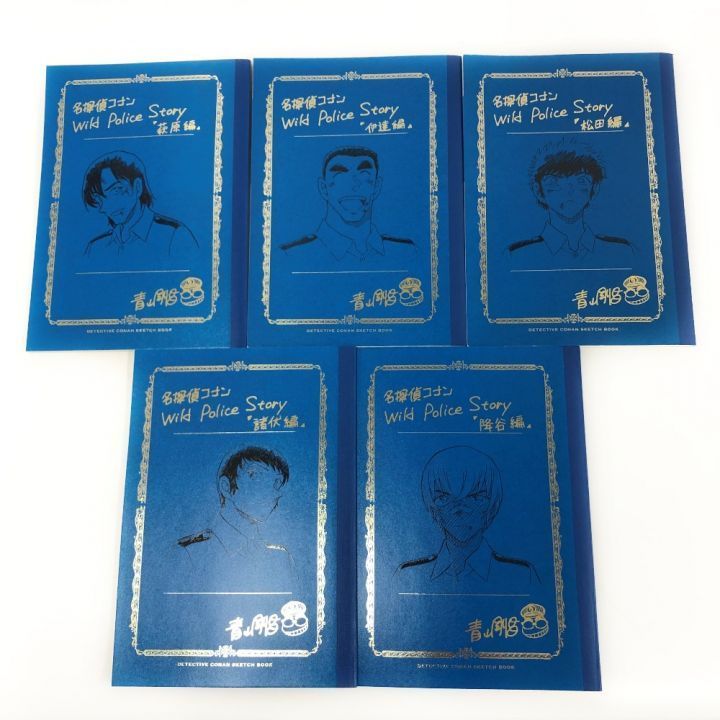 名探偵コナン
Wild Police Story
『萩原編』
青山剛昌
DETECTIVE CONAN SKETCH BOOK
名探偵コナン
Wild Police Story
『伊達編』
青山剛昌
DETECTIVE CONAN SKETCH BOOK
名探偵コナン
Wild Police Story
『松田編』
青山剛昌
DETECTIVE CONAN SKETCH BOOK
名探偵コナン
Wild Police Story
『諸伏編』
青山剛昌
DETECTIVE CONAN SKETCH BOOK
名探偵コナン
Wild Police Story
『降谷編』
青山剛昌
DETECTIVE CONAN SKETCH BOOK